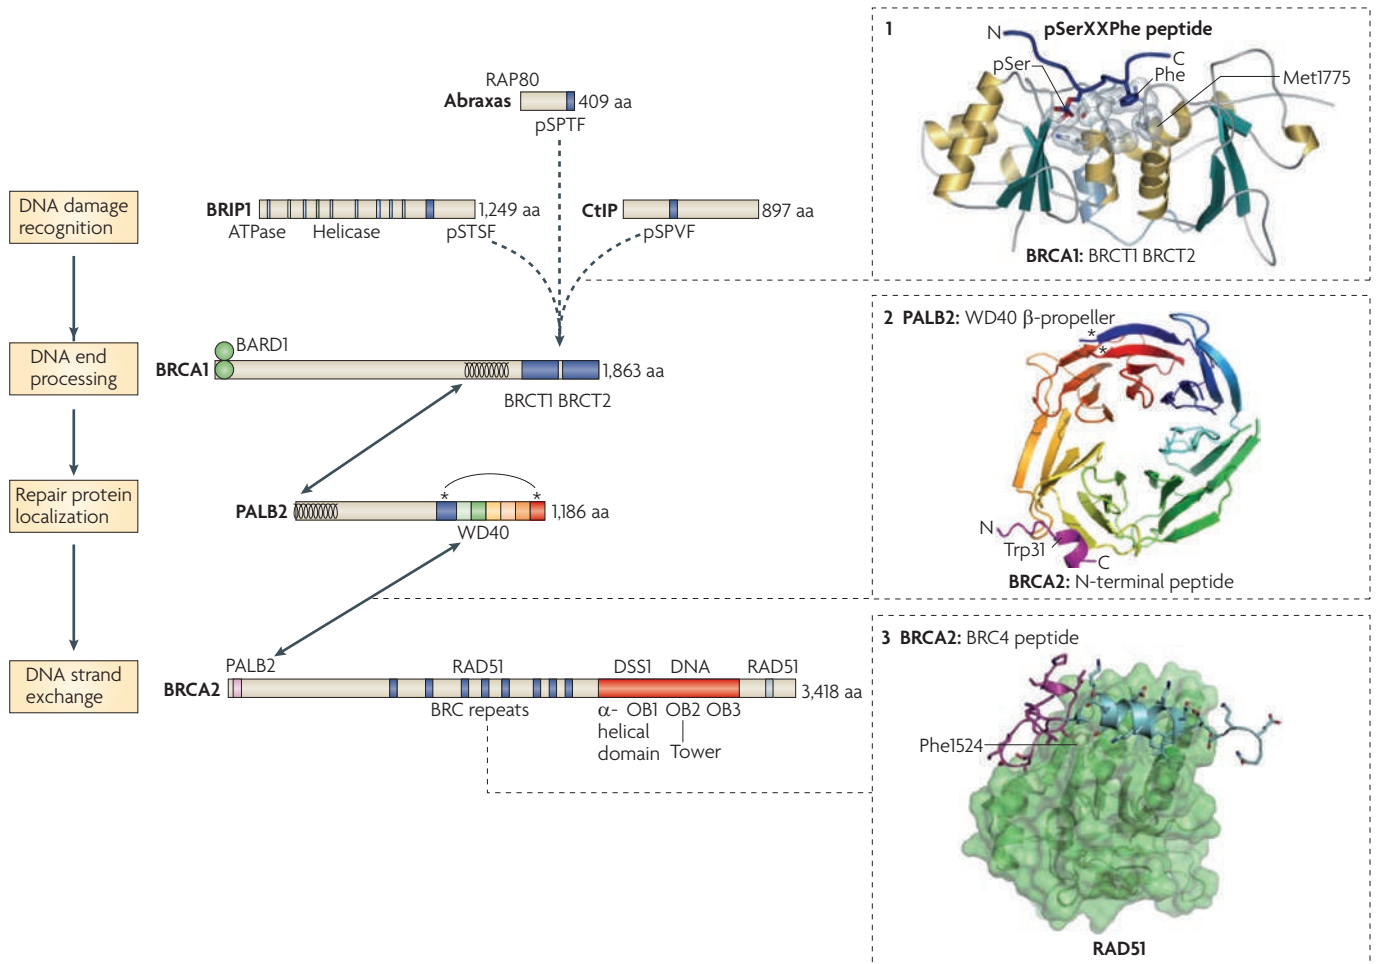 DNA damage
recognition
DNA end
processing
Repair protein
localization
DNA strand
exchange
RAP80
Abraxas
409 aa
pSPTF
BRIP1
1,249 aa
ATPase
Helicase
pSTSF
CtIP
897 aa
pSPVF
BARD1
BRCA1
1,863 aa
BRCT1 BRCT2
PALB2
*
*
1,186 aa
WD40
PALB2
RAD51
DSS1
DNA
RAD51
BRCA2
3,418 aa
BRC repeats
α-
helical
domain
OB1
OB2
OB3
Tower
1
pSerXXPhe peptide
N
pSer
C
Phe
Met1775
BRCA1: BRCT1 BRCT2
2 PALB2: WD40 β-propeller
*
*
N
Trp31
C
BRCA2: N-terminal peptide
3 BRCA2: BRC4 peptide
Phe1524
RAD51